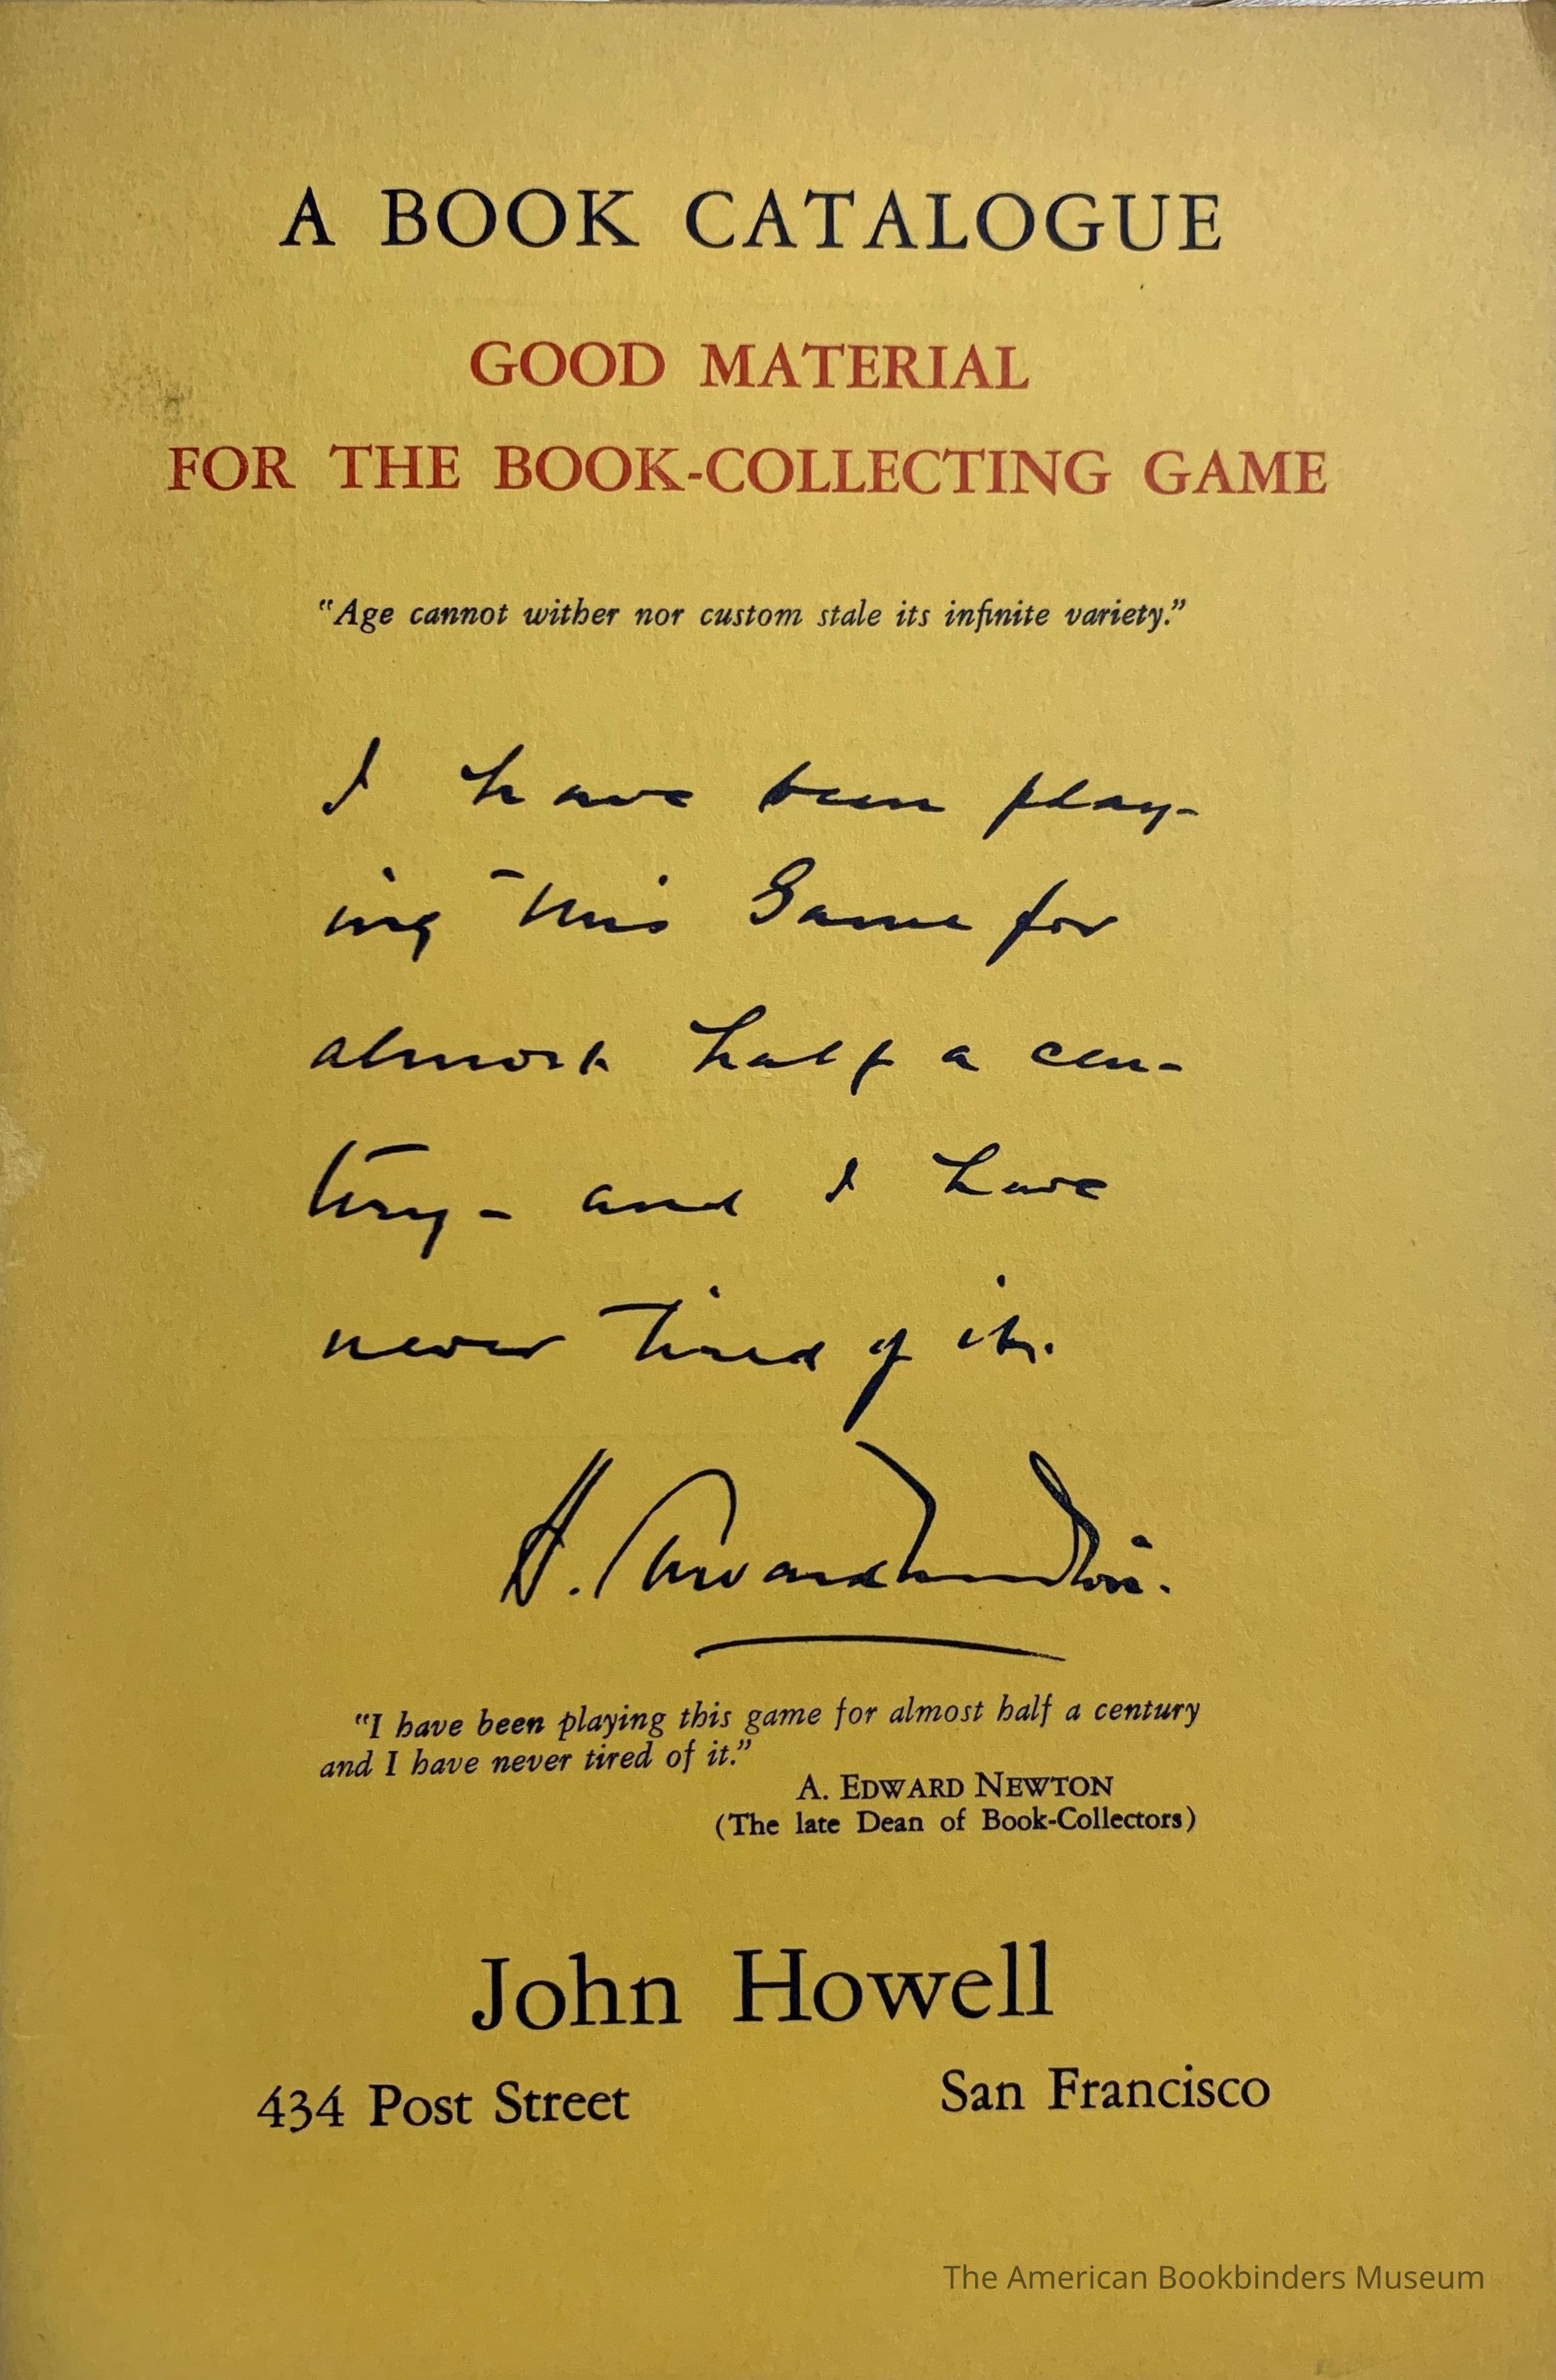 A BOOK CATALOGUE
GOOD MATERIAL
FOR THE BOOK-COLLECTING GAME
"Age cannot wither nor custom stale its infinite variety."
I have been play-
ing this Game for
almost half a cen-
tury - and I have
never tired of it.
A. Edward Newton.
"I have been playing this game for almost half a century
and I have never tired of it."
A. EDWARD NEWTON
(The late Dean of Book-Collectors)
John Howell
434 Post Street San Francisco
The American Bookbinders Museum